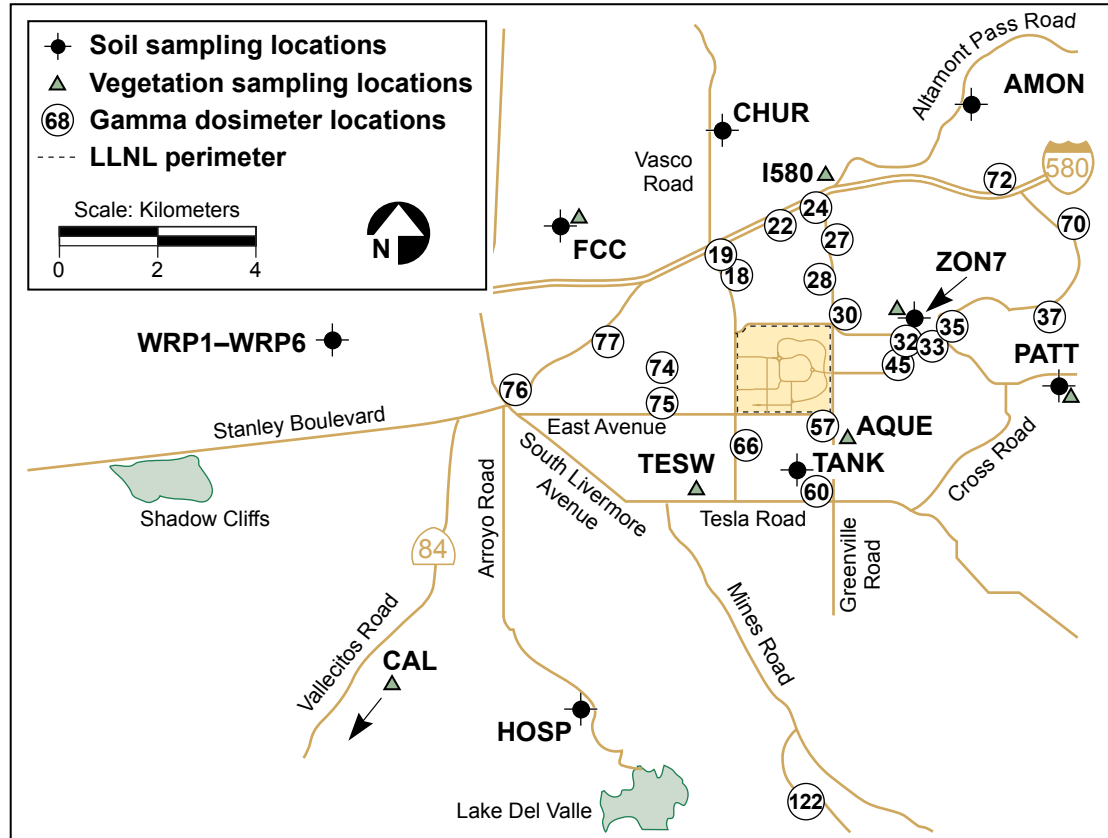 Soil sampling locations
Vegetation sampling locations
68 Gamma dosimeter locations
LLNL perimeter
Scale: Kilometers
0 2 4
N
Altamont Pass Road
AMON
CHUR
Vasco
Road
I580
580
72
24
22
70
FCC
27
19
18
28
ZON7
30
35
37
32
33
45
PATT
WRP1–WRP6
77
74
76
75
Stanley Boulevard
East Avenue
57
AQUE
66
TESW
TANK
60
Cross Road
South Livermore
Avenue
Tesla Road
Shadow Cliffs
84
Arroyo Road
Greenville
Road
Mines Road
Vallecitos Road
CAL
HOSP
Lake Del Valle
122